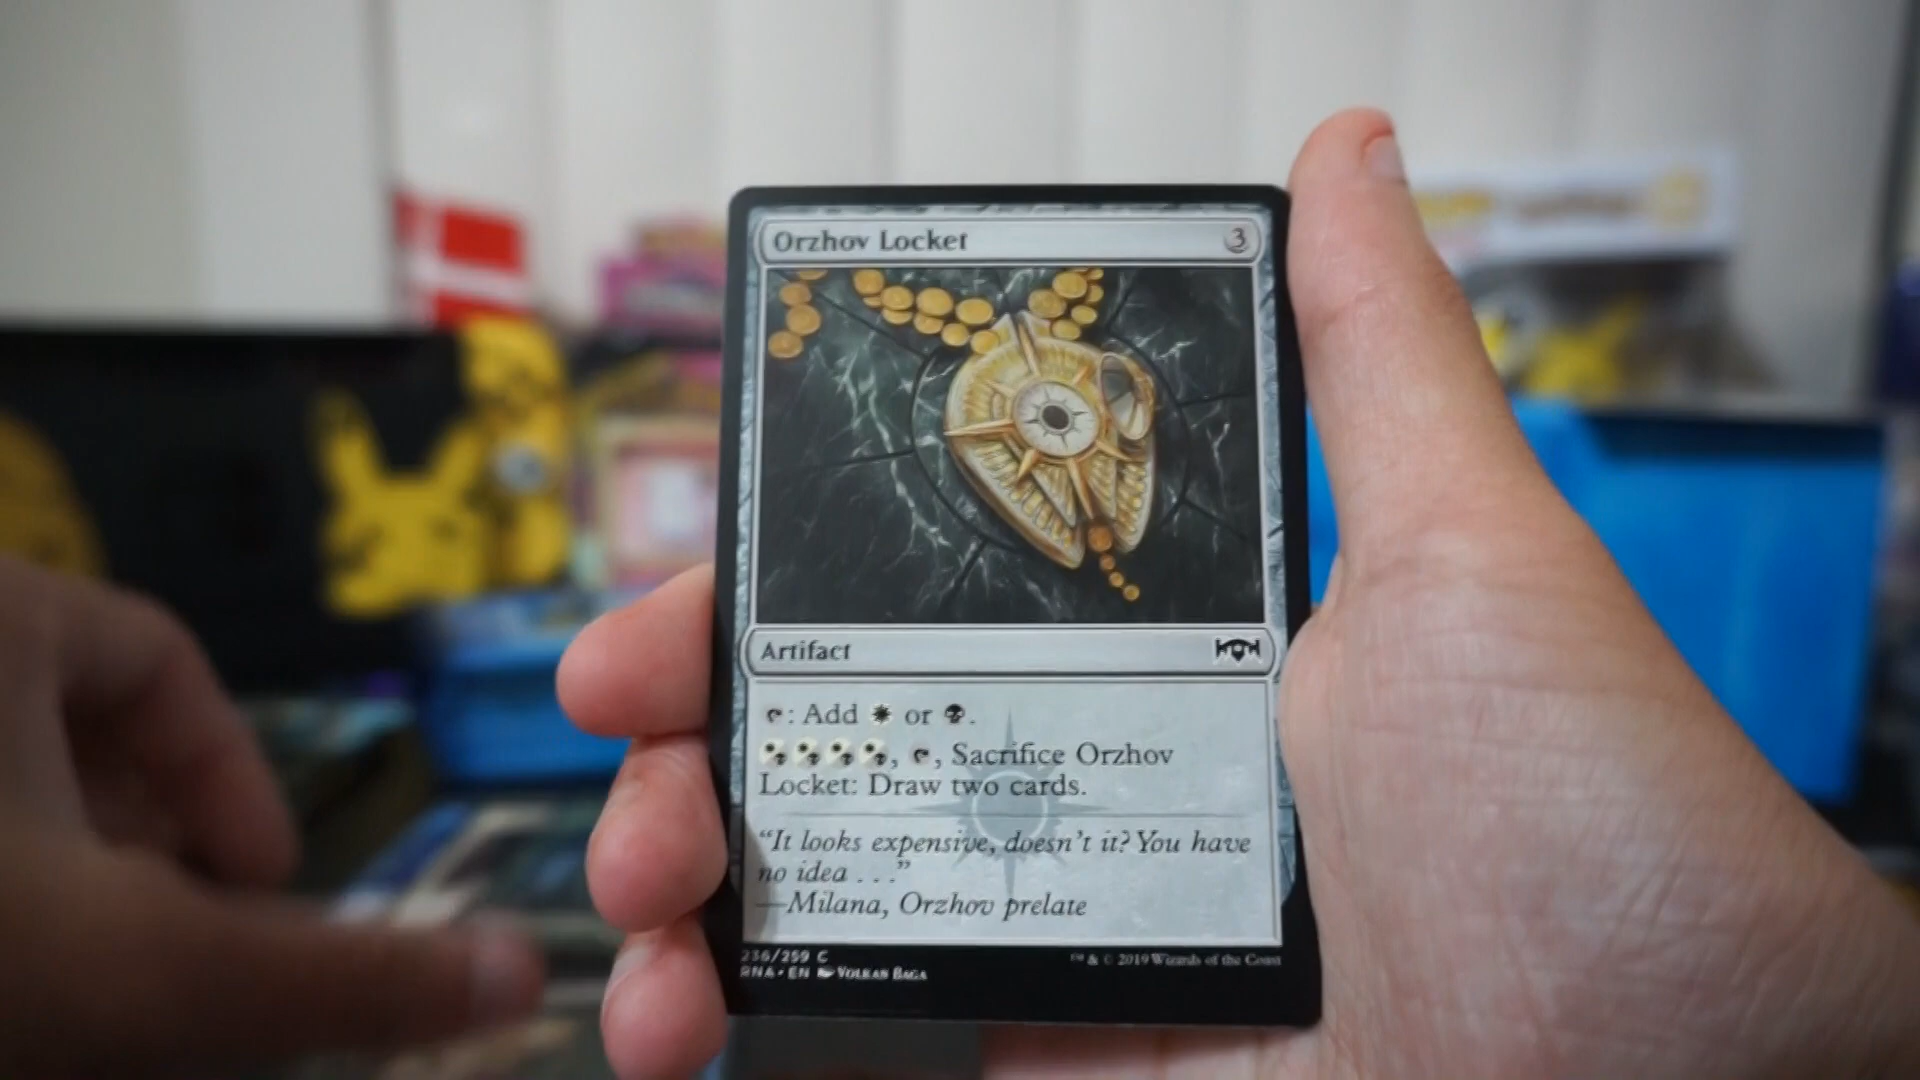 Orzhov Locket 3
Artifact
: Add or .
, , Sacrifice Orzhov
Locket: Draw two cards.
“It looks expensive, doesn’t it? You have
no idea . . .”
—Milana, Orzhov prelate
236/259 C
RNA • EN Volkan Baga
™ & © 2019 Wizards of the Coast